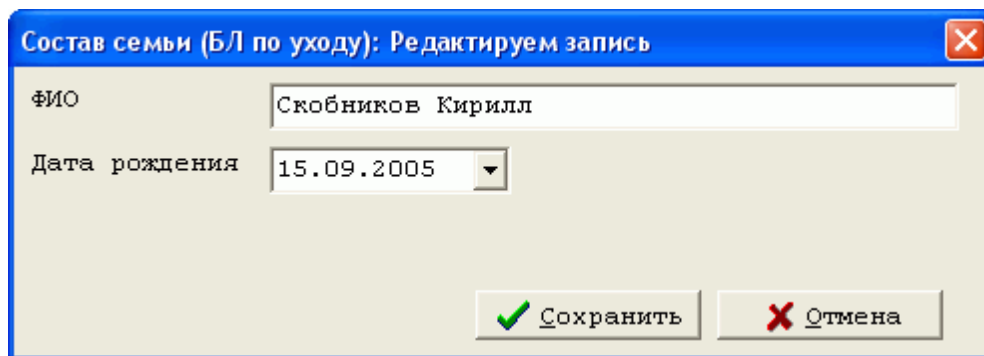 Состав семьи (БЛ по уходу): Редактируем запись
ФИО
Скобников Кирилл
Дата рождения
15.09.2005
Сохранить
Отмена